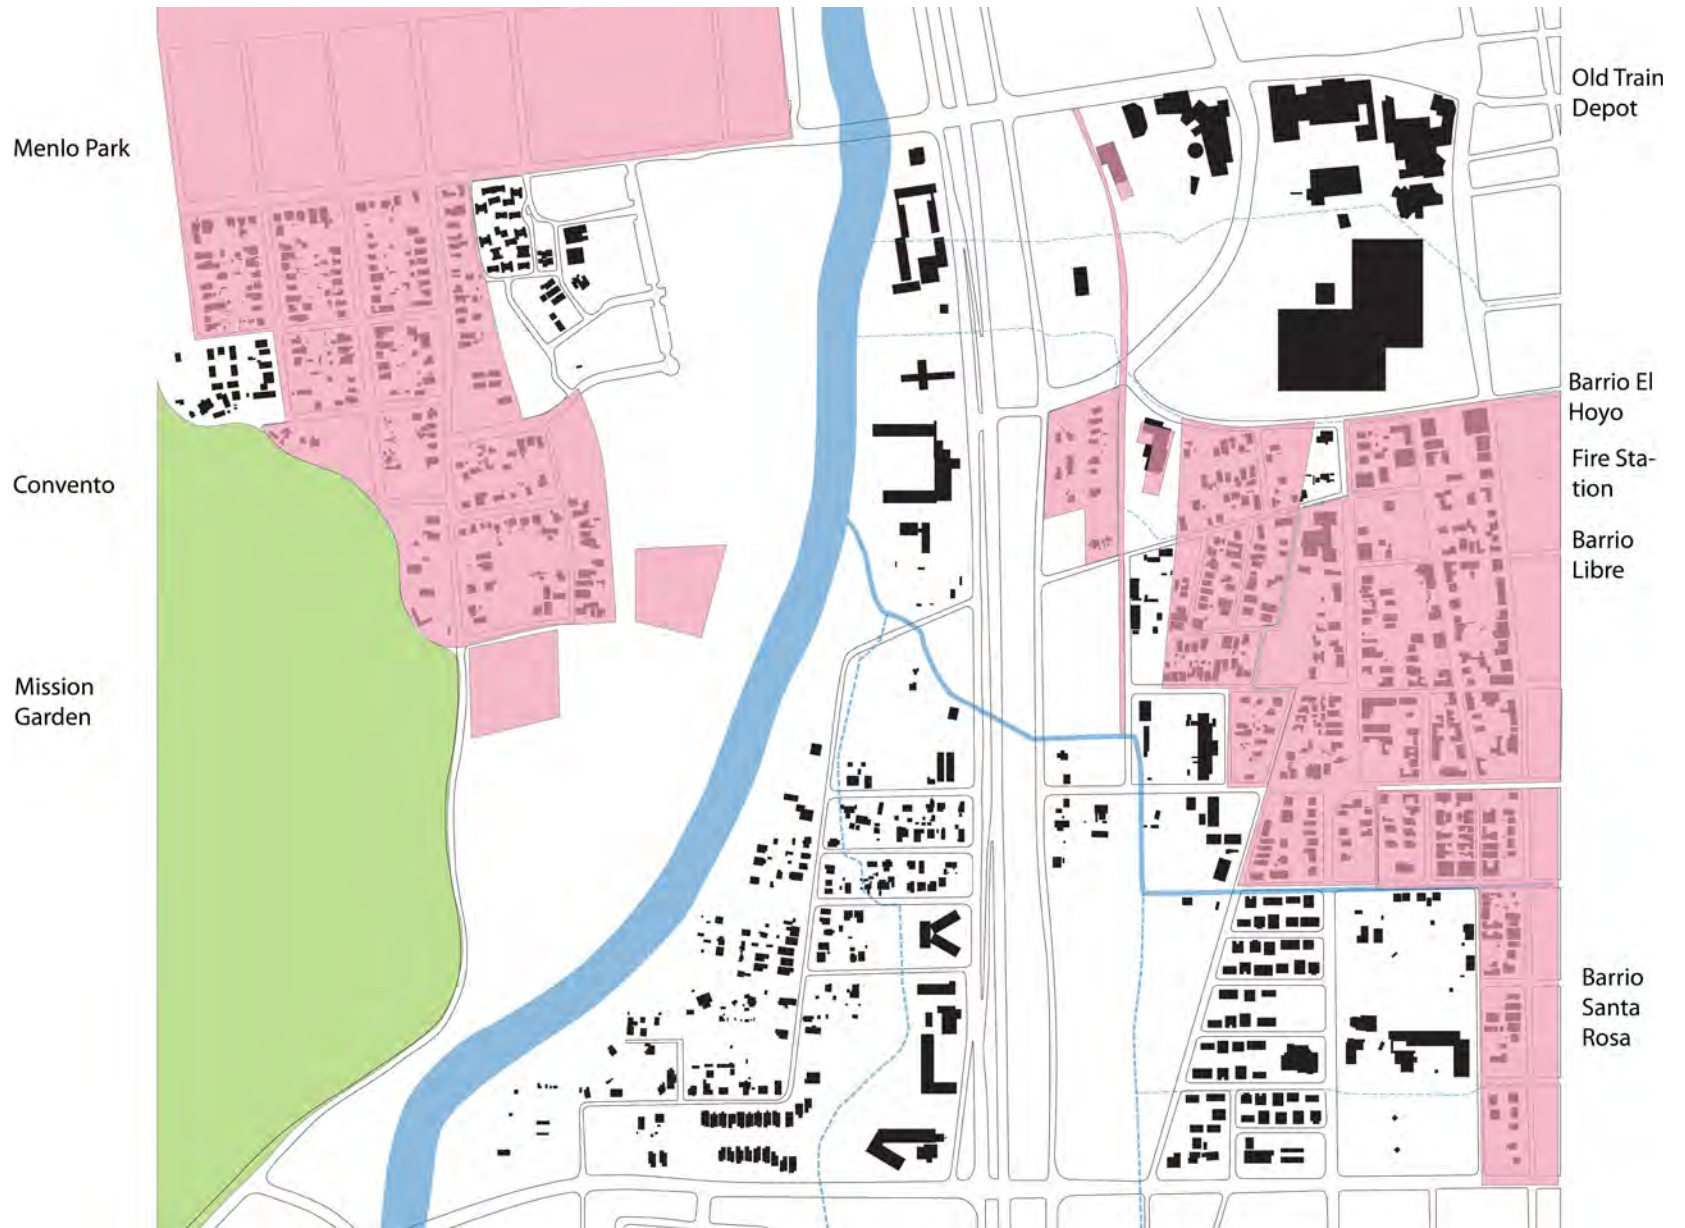 Menlo Park
Convento
Mission
Garden
Old Train
Depot
Barrio El
Hoyo
Fire Sta-
tion
Barrio
Libre
Barrio
Santa
Rosa